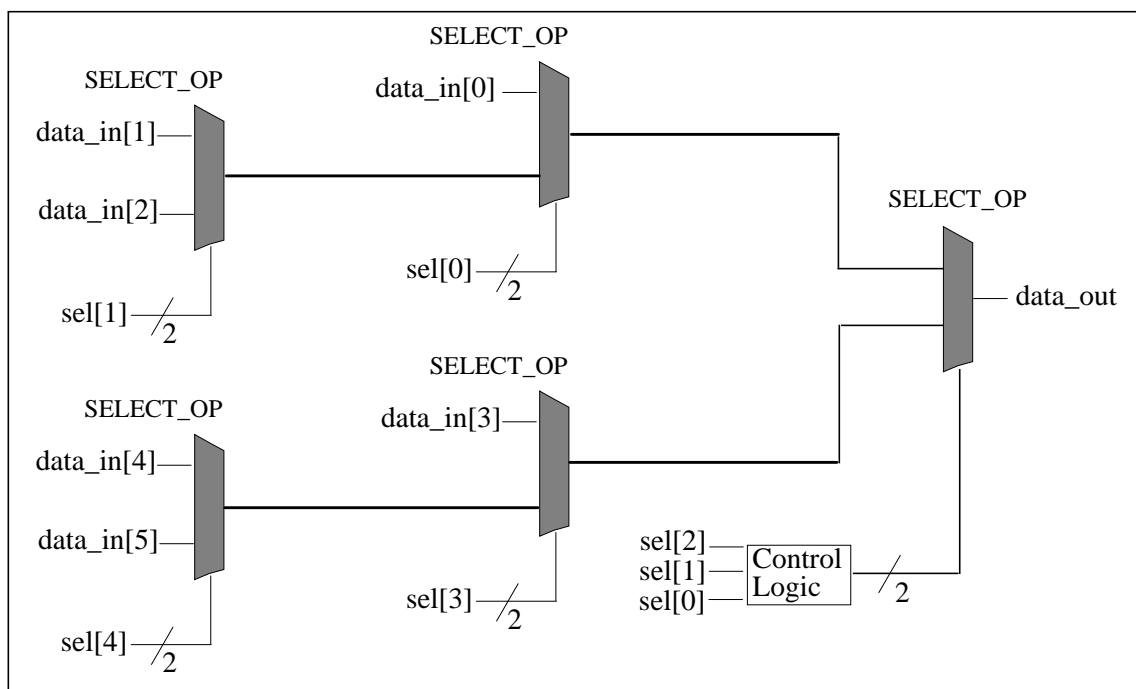 SELECT_OP
data_in[0]
SELECT_OP
data_in[1]
data_in[2]
SELECT_OP
sel[0]
2
sel[1]
2
data_out
SELECT_OP
data_in[3]
SELECT_OP
data_in[4]
data_in[5]
sel[2]
sel[1]
sel[0]
Control
Logic
2
sel[3]
2
sel[4]
2